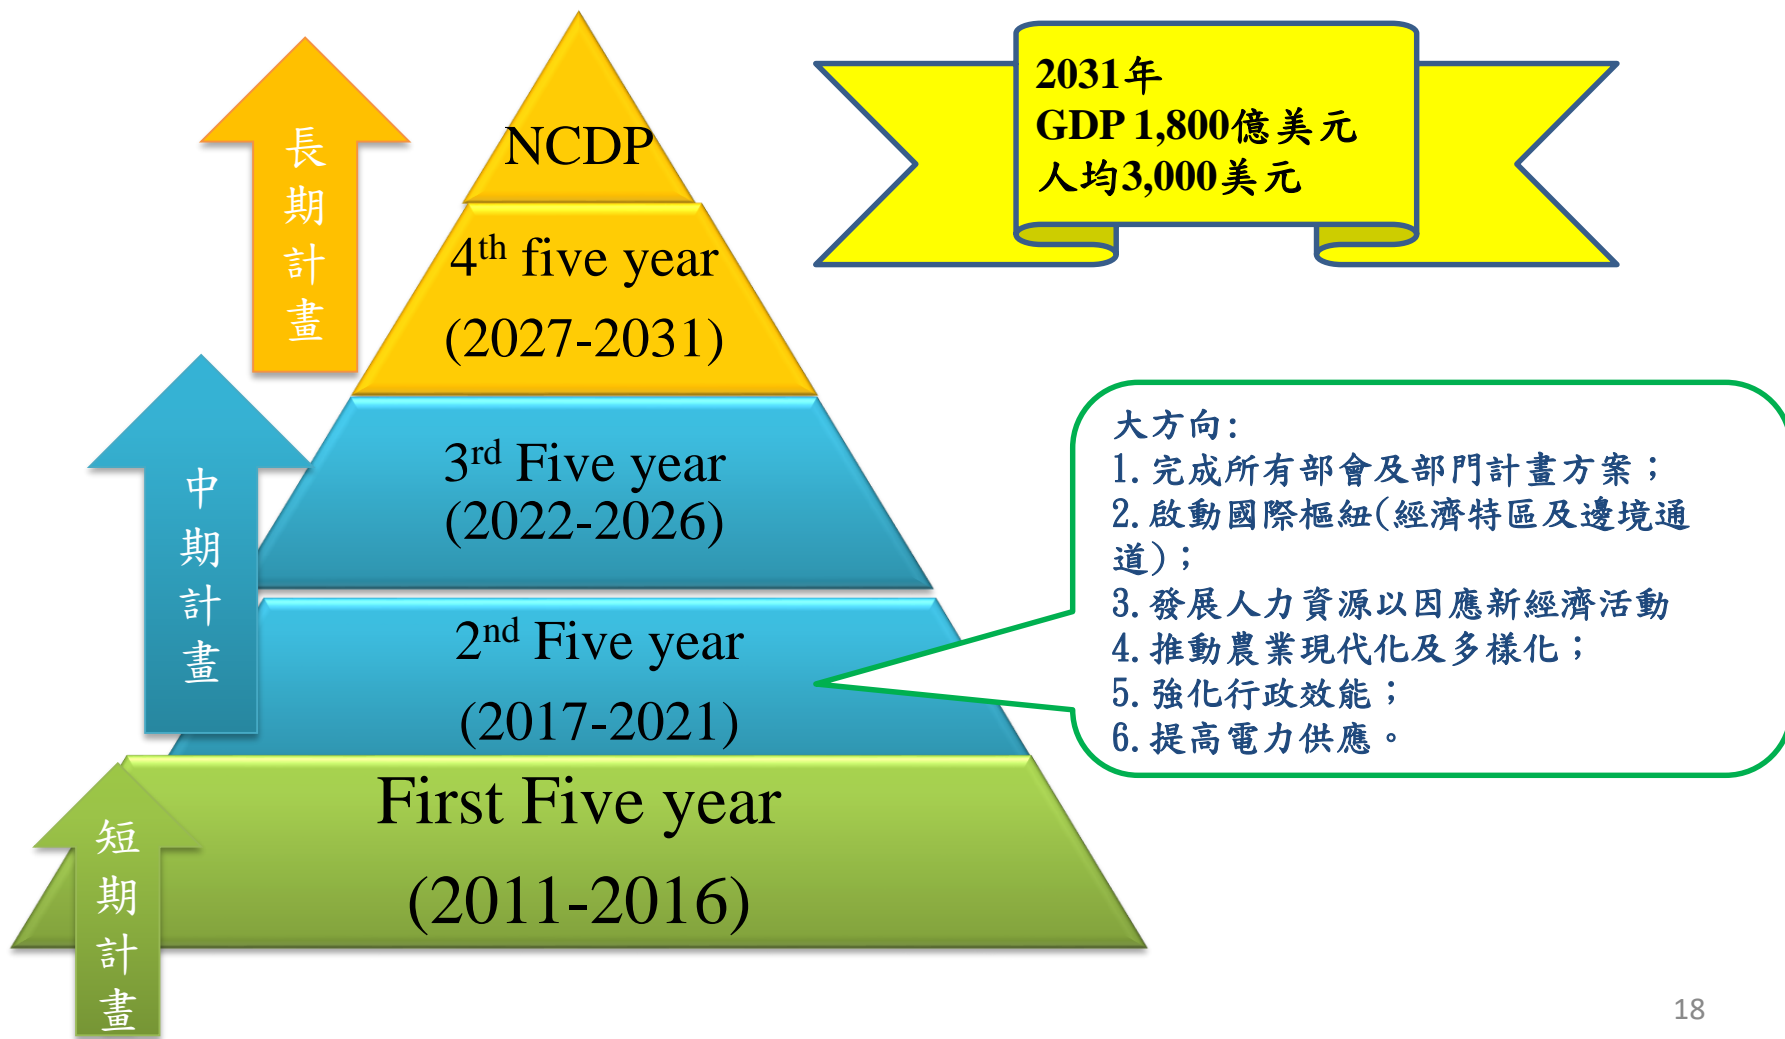 2031年
GDP 1,800億美元
人均3,000美元
長期計畫
NCDP
4th five year
(2027-2031)
中期計畫
3rd Five year
(2022-2026)
2nd Five year
(2017-2021)
大方向:
1.完成所有部會及部門計畫方案；
2.啟動國際樞紐(經濟特區及邊境通
道)；
3.發展人力資源以因應新經濟活動
4.推動農業現代化及多樣化；
5.強化行政效能；
6.提高電力供應。
短期計畫
First Five year
(2011-2016)
18